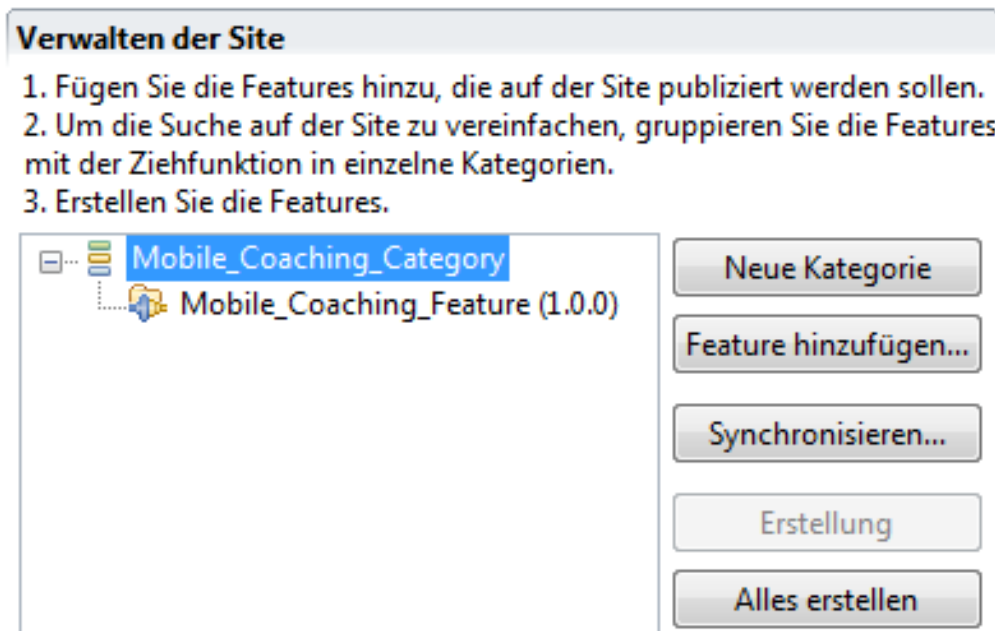 Verwalten der Site
1. Fügen Sie die Features hinzu, die auf der Site publiziert werden sollen.
2. Um die Suche auf der Site zu vereinfachen, gruppieren Sie die Features
mit der Ziehfunktion in einzelne Kategorien.
3. Erstellen Sie die Features.
Mobile_Coaching_Category
Mobile_Coaching_Feature (1.0.0)
Neue Kategorie
Feature hinzufügen...
Synchronisieren...
Erstellung
Alles erstellen